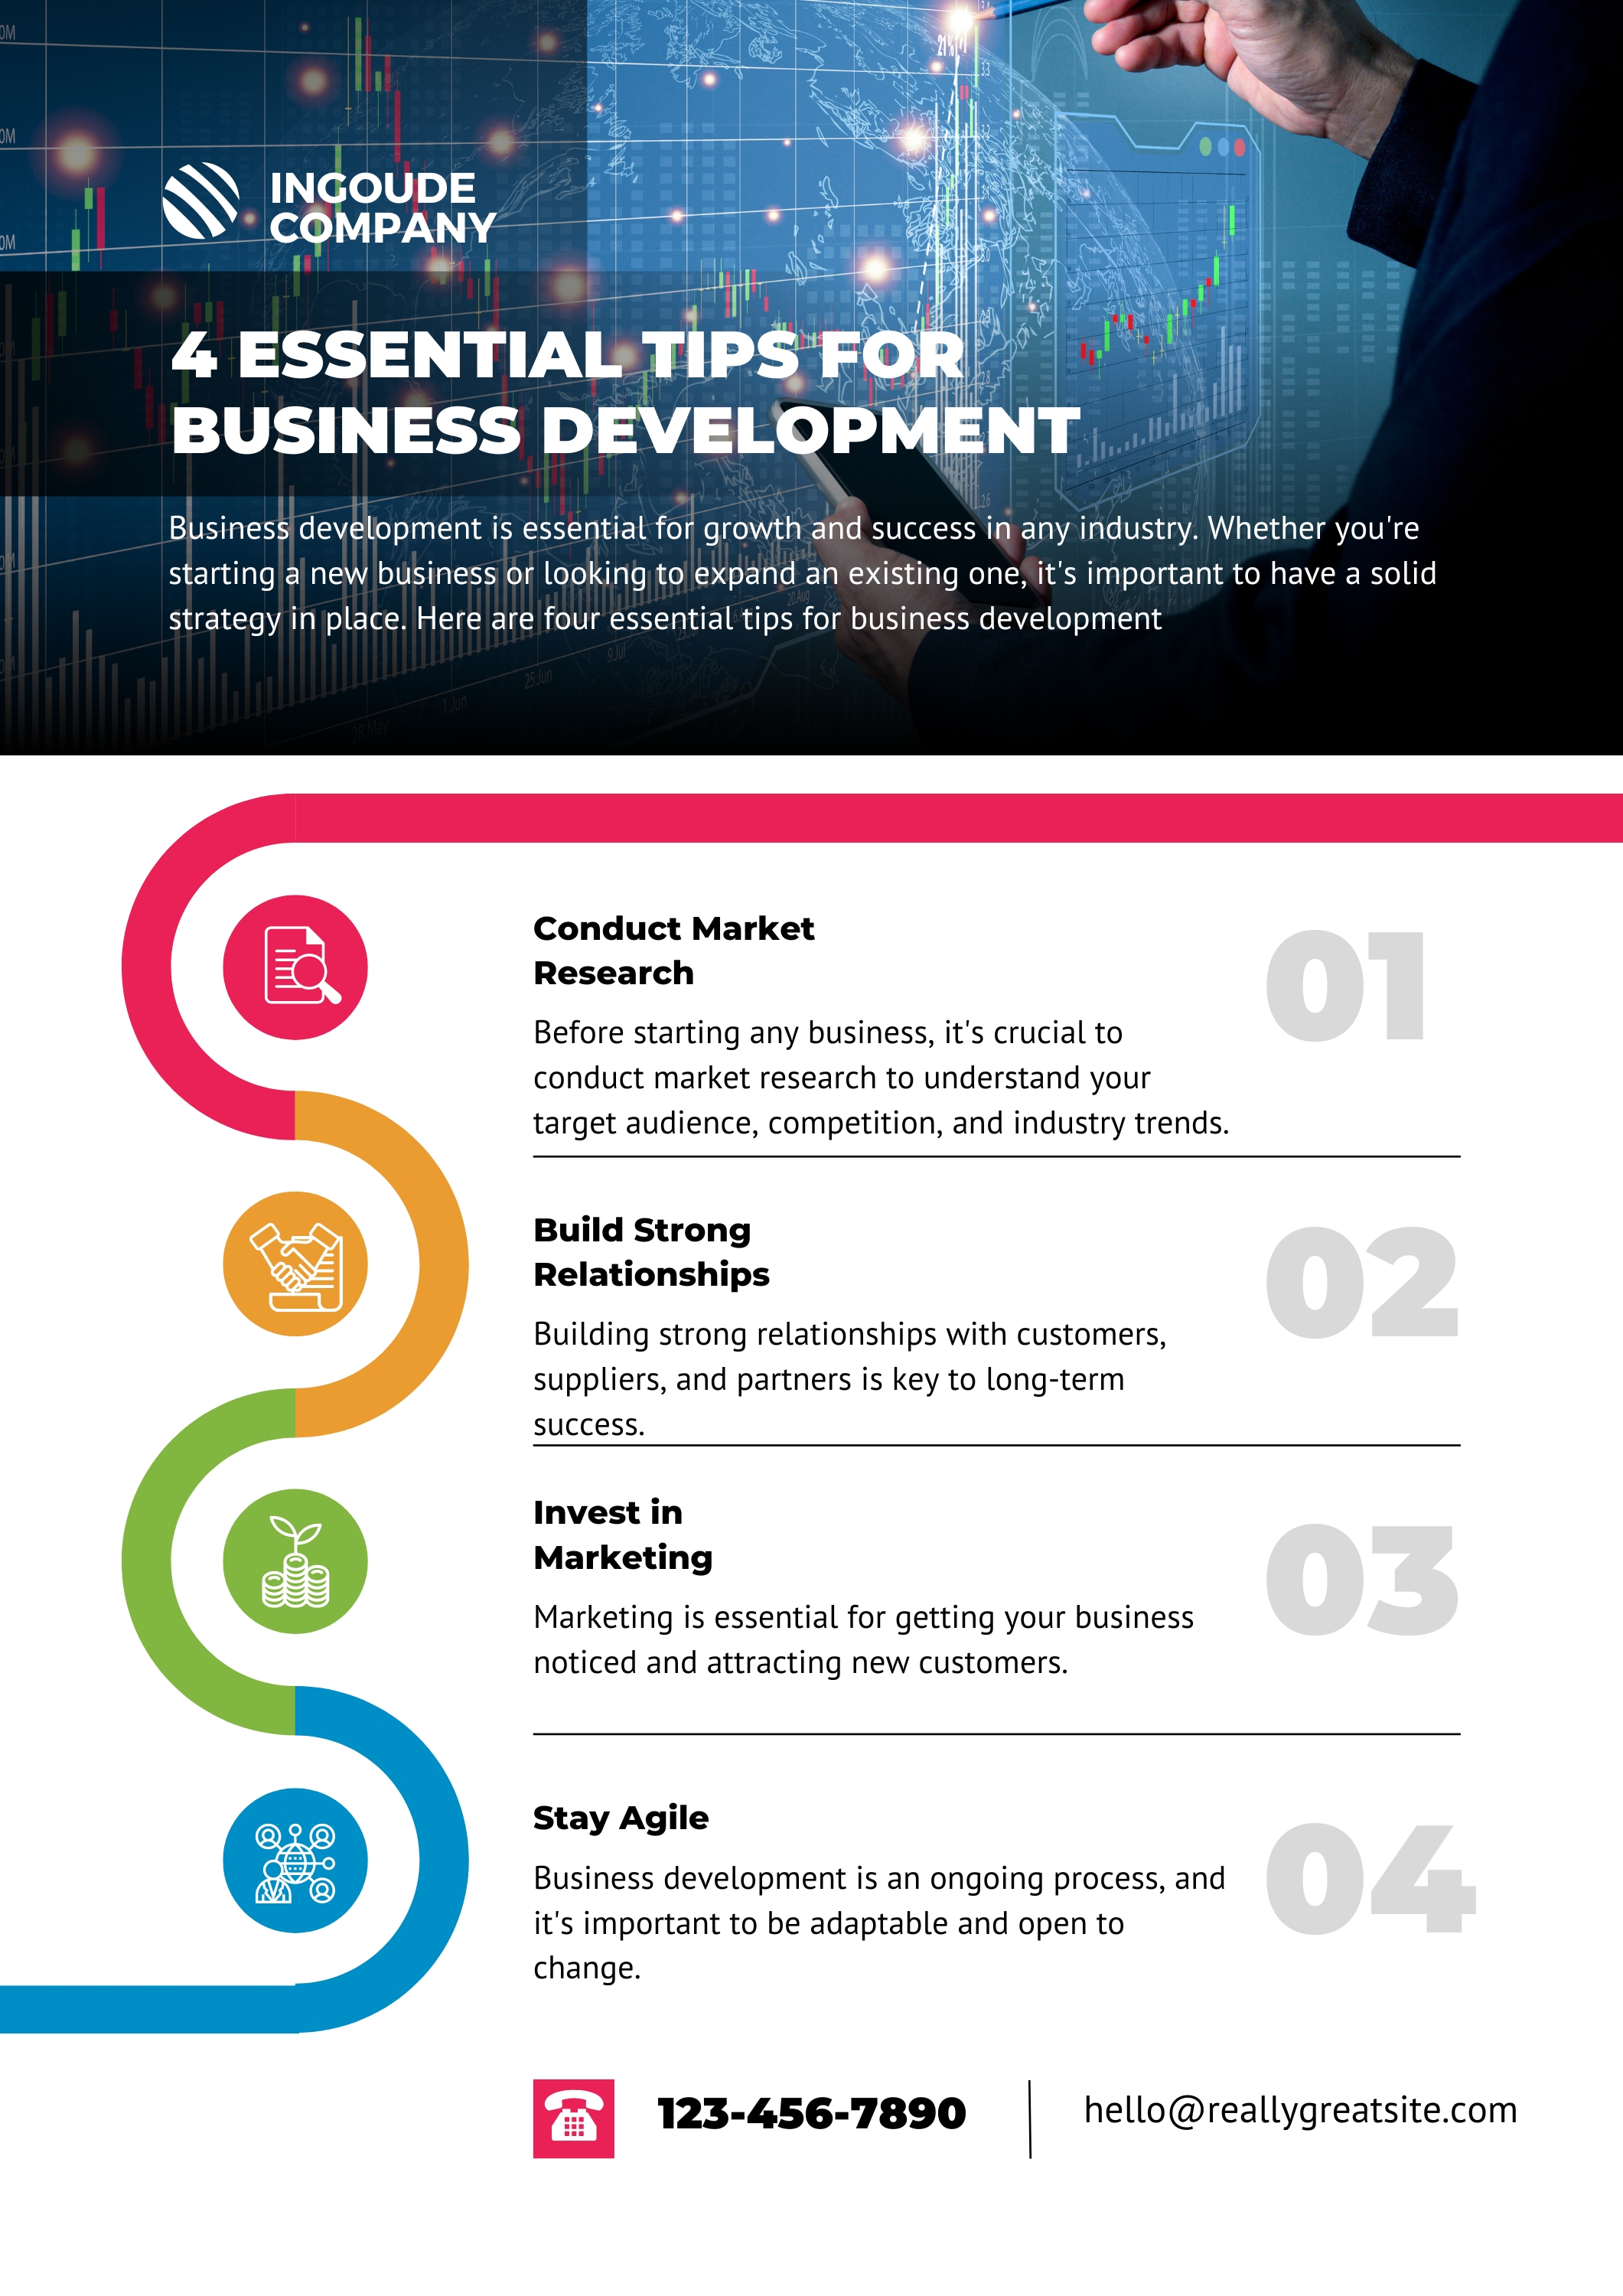 INGOUDE
COMPANY
4 ESSENTIAL TIPS FOR
BUSINESS DEVELOPMENT
Business development is essential for growth and success in any industry. Whether you're
starting a new business or looking to expand an existing one, it's important to have a solid
strategy in place. Here are four essential tips for business development
Conduct Market
Research
01
Before starting any business, it's crucial to
conduct market research to understand your
target audience, competition, and industry trends.
Build Strong
Relationships
02
Building strong relationships with customers,
suppliers, and partners is key to long-term
success.
Invest in
Marketing
03
Marketing is essential for getting your business
noticed and attracting new customers.
Stay Agile
04
Business development is an ongoing process, and
it's important to be adaptable and open to
change.
123-456-7890
hello@reallygreatsite.com